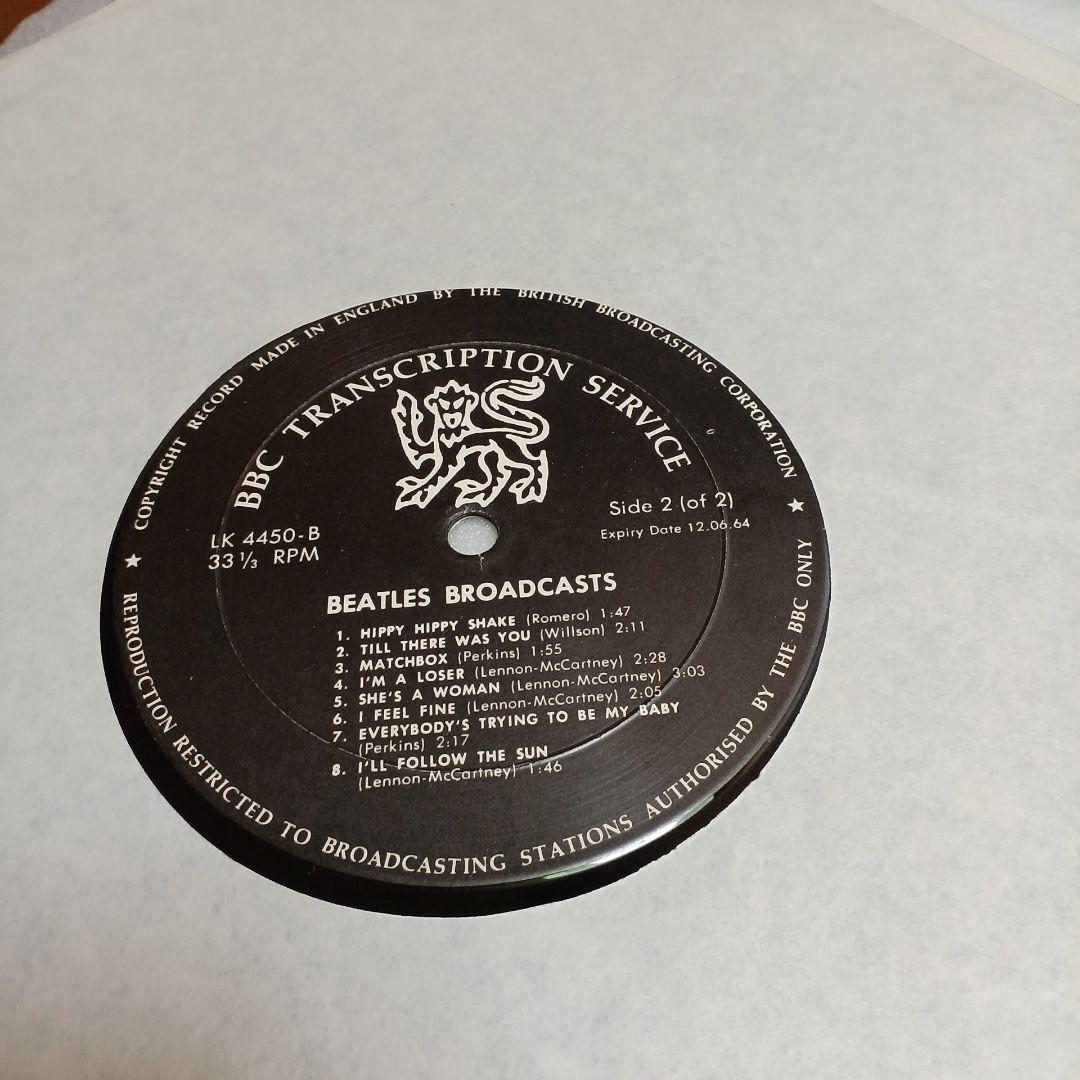 ★ COPYRIGHT RECORD MADE IN ENGLAND BY THE BRITISH BROADCASTING CORPORATION ★
BBC TRANSCRIPTION SERVICE
LK 4450-B
33 1/3 RPM
Side 2 (of 2)
Expiry Date 12.06.64
BEATLES BROADCASTS
1. HIPPY HIPPY SHAKE (Romero) 1:47
2. TILL THERE WAS YOU (Willson) 2:11
3. MATCHBOX (Perkins) 1:55
4. I'M A LOSER (Lennon-McCartney) 2:28
5. SHE'S A WOMAN (Lennon-McCartney) 3:03
6. I FEEL FINE (Lennon-McCartney) 2:05
7. EVERYBODY'S TRYING TO BE MY BABY
(Perkins) 2:17
8. I'LL FOLLOW THE SUN
(Lennon-McCartney) 1:46
REPRODUCTION RESTRICTED TO BROADCASTING STATIONS AUTHORISED BY THE BBC ONLY